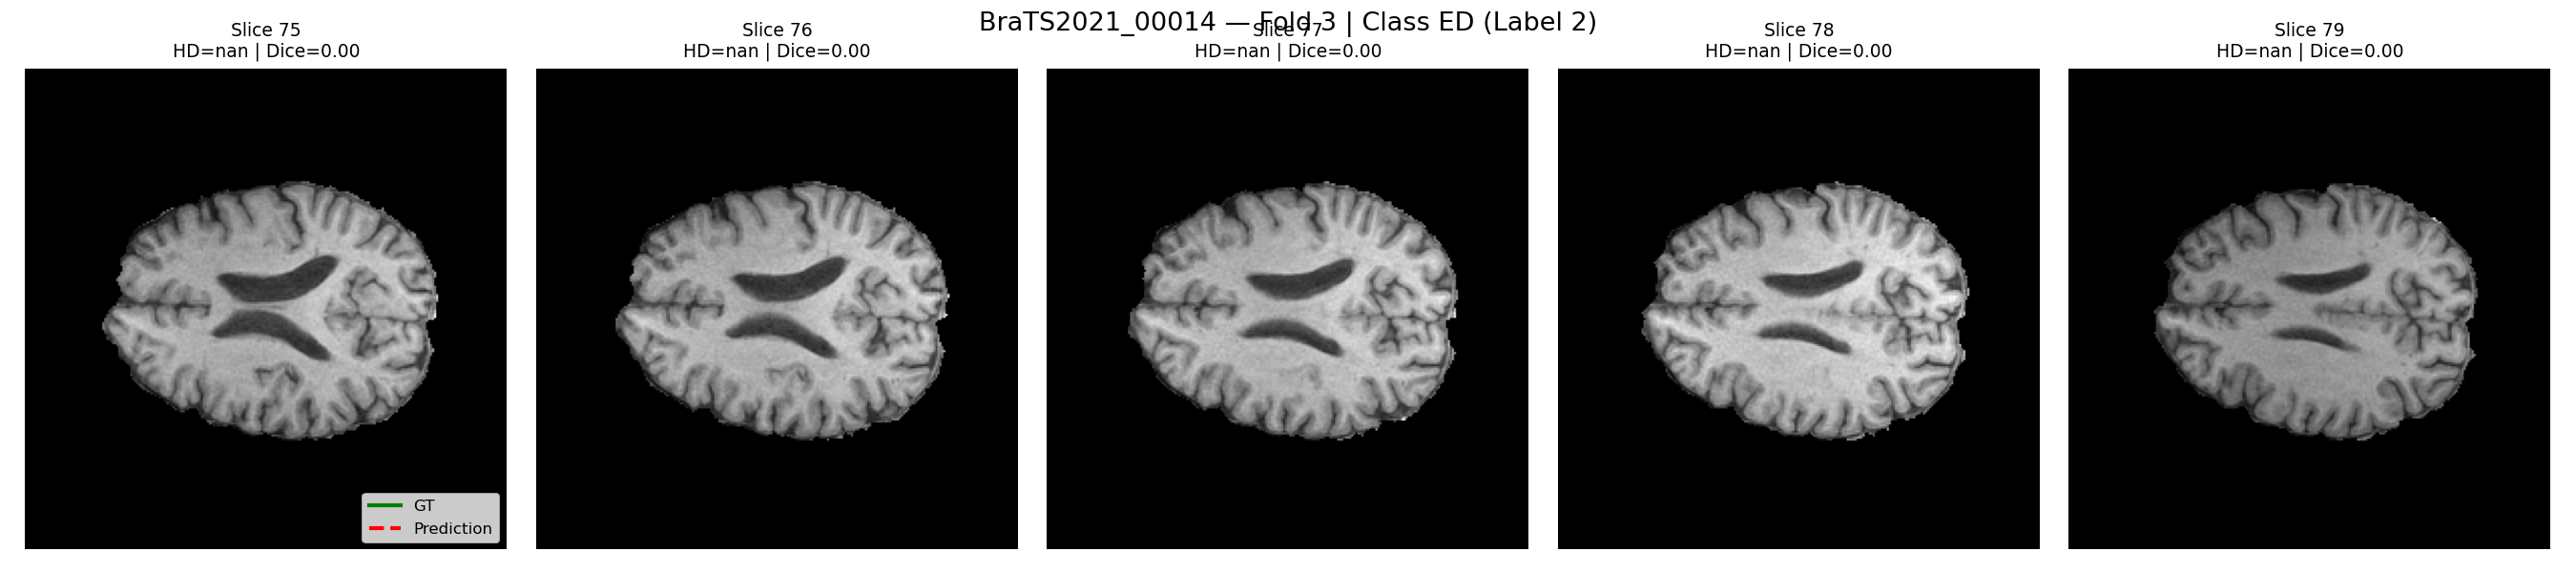 BraTS2021_00014 — Fold 3 | Class ED (Label 2)
Slice 75
HD=nan | Dice=0.00
Slice 76
HD=nan | Dice=0.00
Slice 77
HD=nan | Dice=0.00
Slice 78
HD=nan | Dice=0.00
Slice 79
HD=nan | Dice=0.00
GT
Prediction